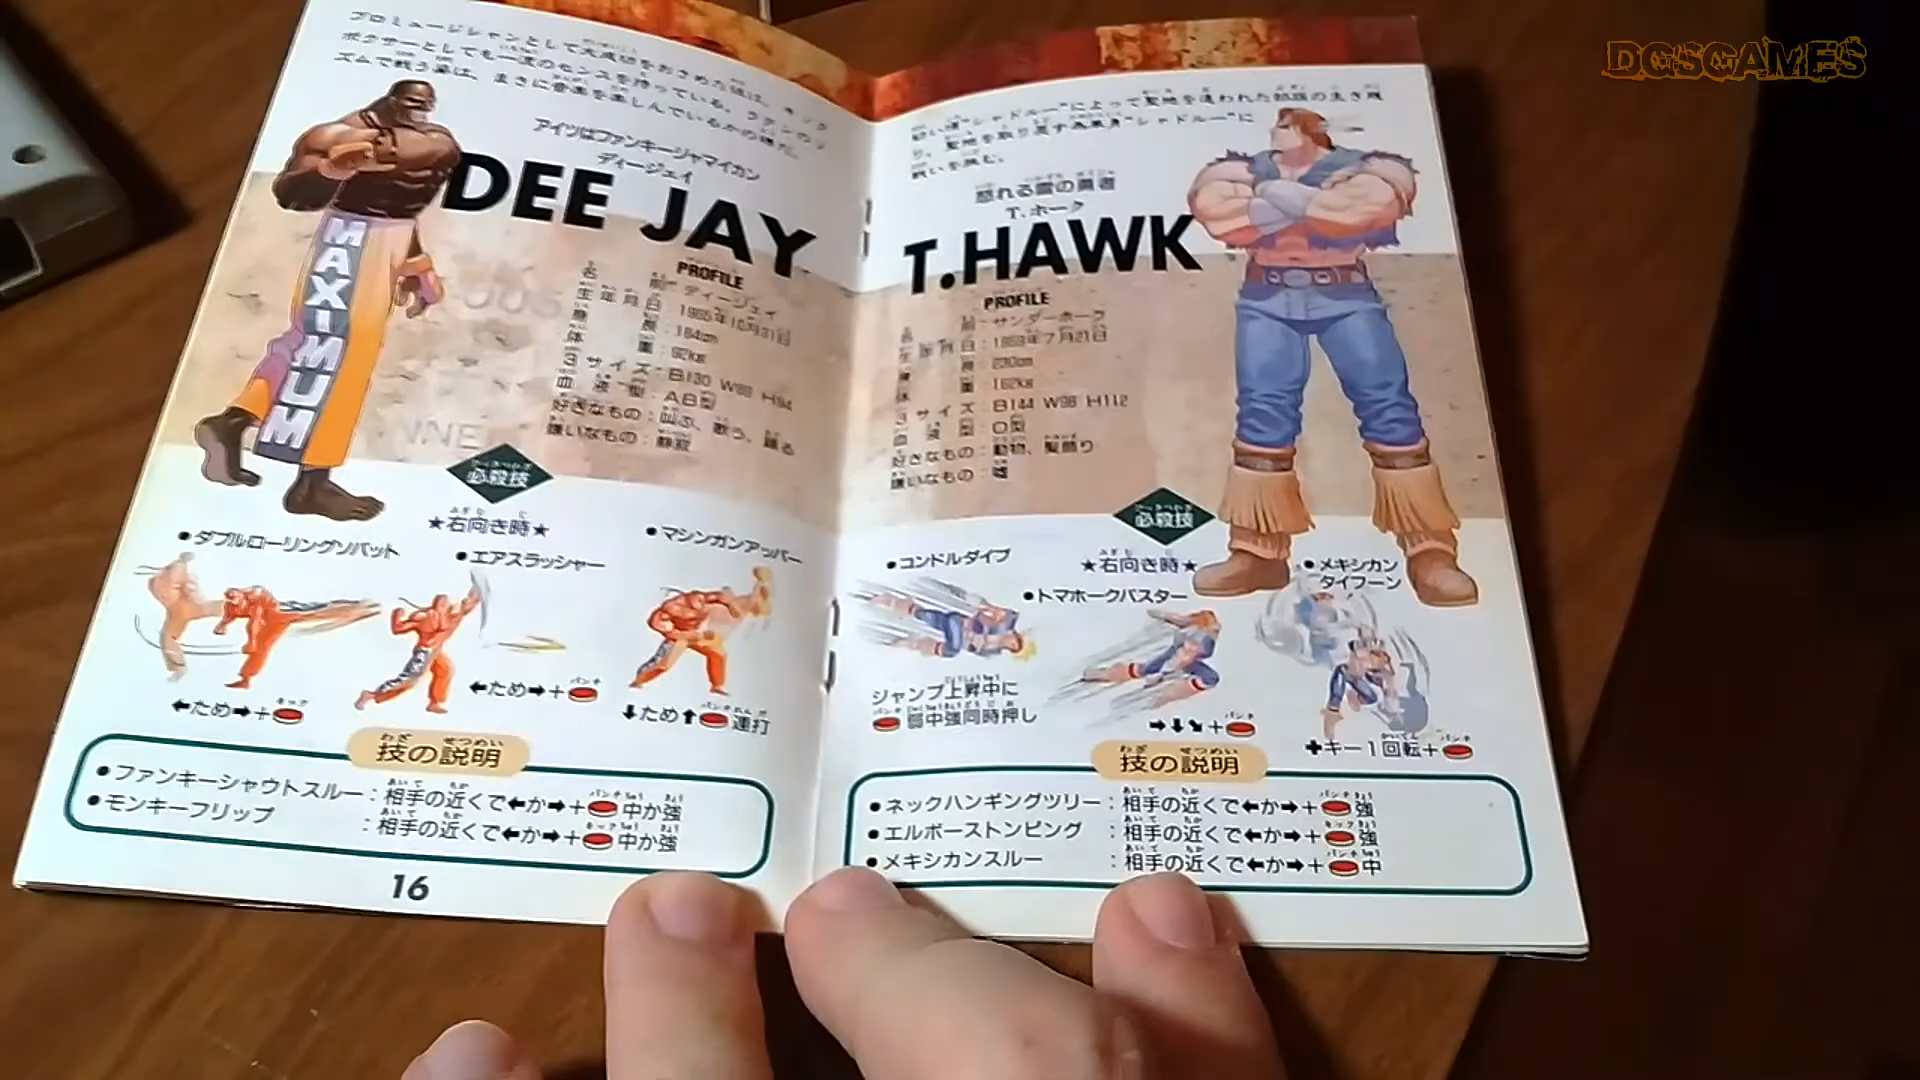 DGSGAMES
プロミュージシャンとして大成功をおさめた彼は、キック
ボクサーとしても一流のセンスを持っている。ラテンのリ
ズムで戦う姿は、まさに音楽を楽しんでいるかの様だ。
アイツはファンキージャマイカン
ディージェイ
DEE JAY
PROFILE
名前：ディージェイ
生年月日：1965年10月31日
身長：184cm
体重：92kg
3サイズ：B130 W89 H94
血液型：AB型
好きなもの：叫ぶ、歌う、踊る
嫌いなもの：静寂
必殺技
★右向き時★
●ダブルローリングソバット
←ため→+キック
●エアスラッシャー
←ため→+パンチ
●マシンガンアッパー
↓ため↑パンチ連打
技の説明
●ファンキーシャウトスルー：相手の近くで←か→+パンチ中か強
●モンキーフリップ：相手の近くで←か→+キック中か強
16
幼い頃"シャドルー"によって聖地を追われた部族の生き残
り。聖地を取り戻す為単身"シャドルー"に
戦いを挑む。
怒れる雷の勇者
T.ホーク
T.HAWK
PROFILE
名前：サンダーホーク
生年月日：1959年7月21日
身長：230cm
体重：162kg
3サイズ：B144 W98 H112
血液型：O型
好きなもの：動物、髪飾り
嫌いなもの：嘘
必殺技
★右向き時★
●コンドルダイブ
ジャンプ上昇中に
パンチ弱中強同時押し
●トマホークバスター
→↓↘+パンチ
●メキシカン
タイフーン
✚キー1回転+パンチ
技の説明
●ネックハンギングツリー：相手の近くで←か→+パンチ強
●エルボーストンピング：相手の近くで←か→+キック強
●メキシカンスルー：相手の近くで←か→+パンチ中